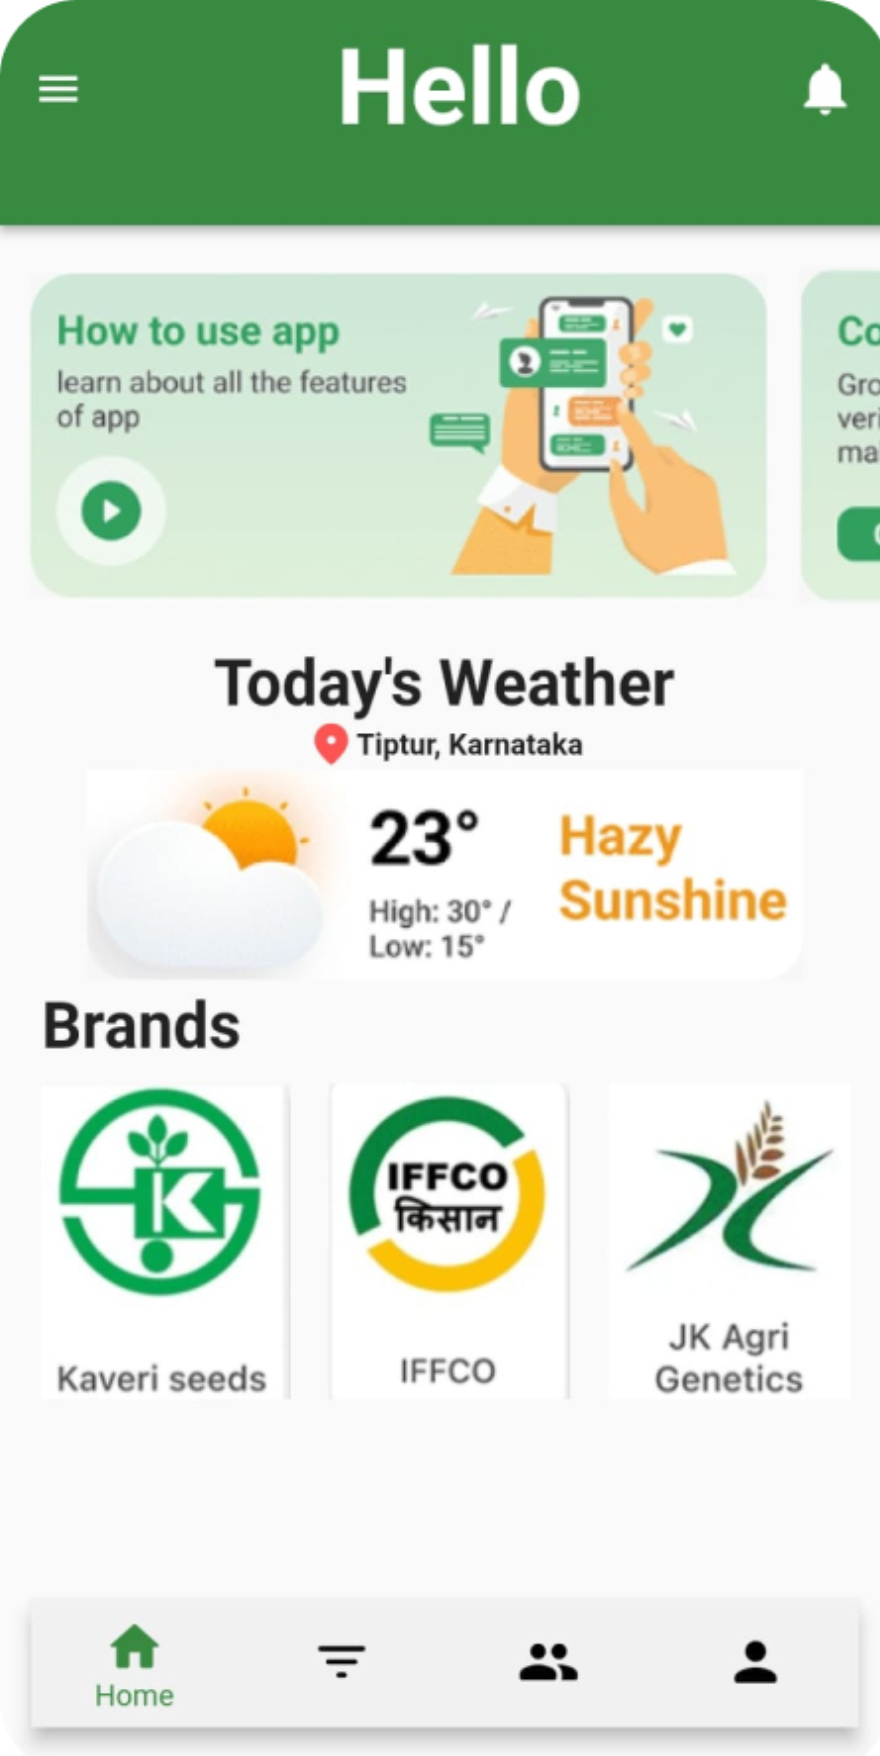 Hello
How to use app
learn about all the features
of app
Co
Gro
veri
ma
Today's Weather
Tiptur, Karnataka
23°
High: 30° /
Low: 15°
Hazy
Sunshine
Brands
K
Kaveri seeds
IFFCO
किसान
IFFCO
JK Agri
Genetics
Home